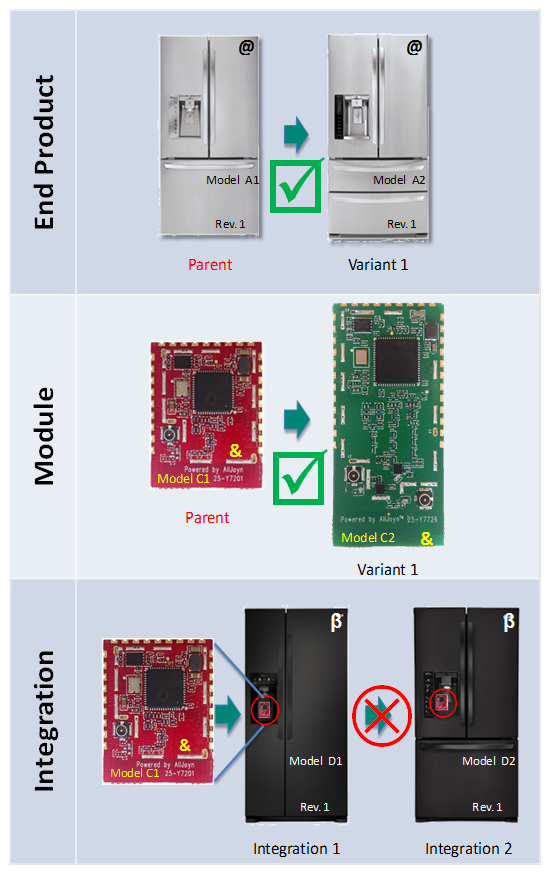 End Product
@
@
Model A1
Model A2
Rev. 1
Rev. 1
Parent
Variant 1
Module
&
Powered by AllJoyn
Model C1 25-Y7201
Parent
Powered by AllJoyn™ 25-Y7726
Model C2 &
Variant 1
Integration
β
β
&
Powered by AllJoyn
Model C1 25-Y7201
Model D1
Model D2
Rev. 1
Rev. 1
Integration 1
Integration 2